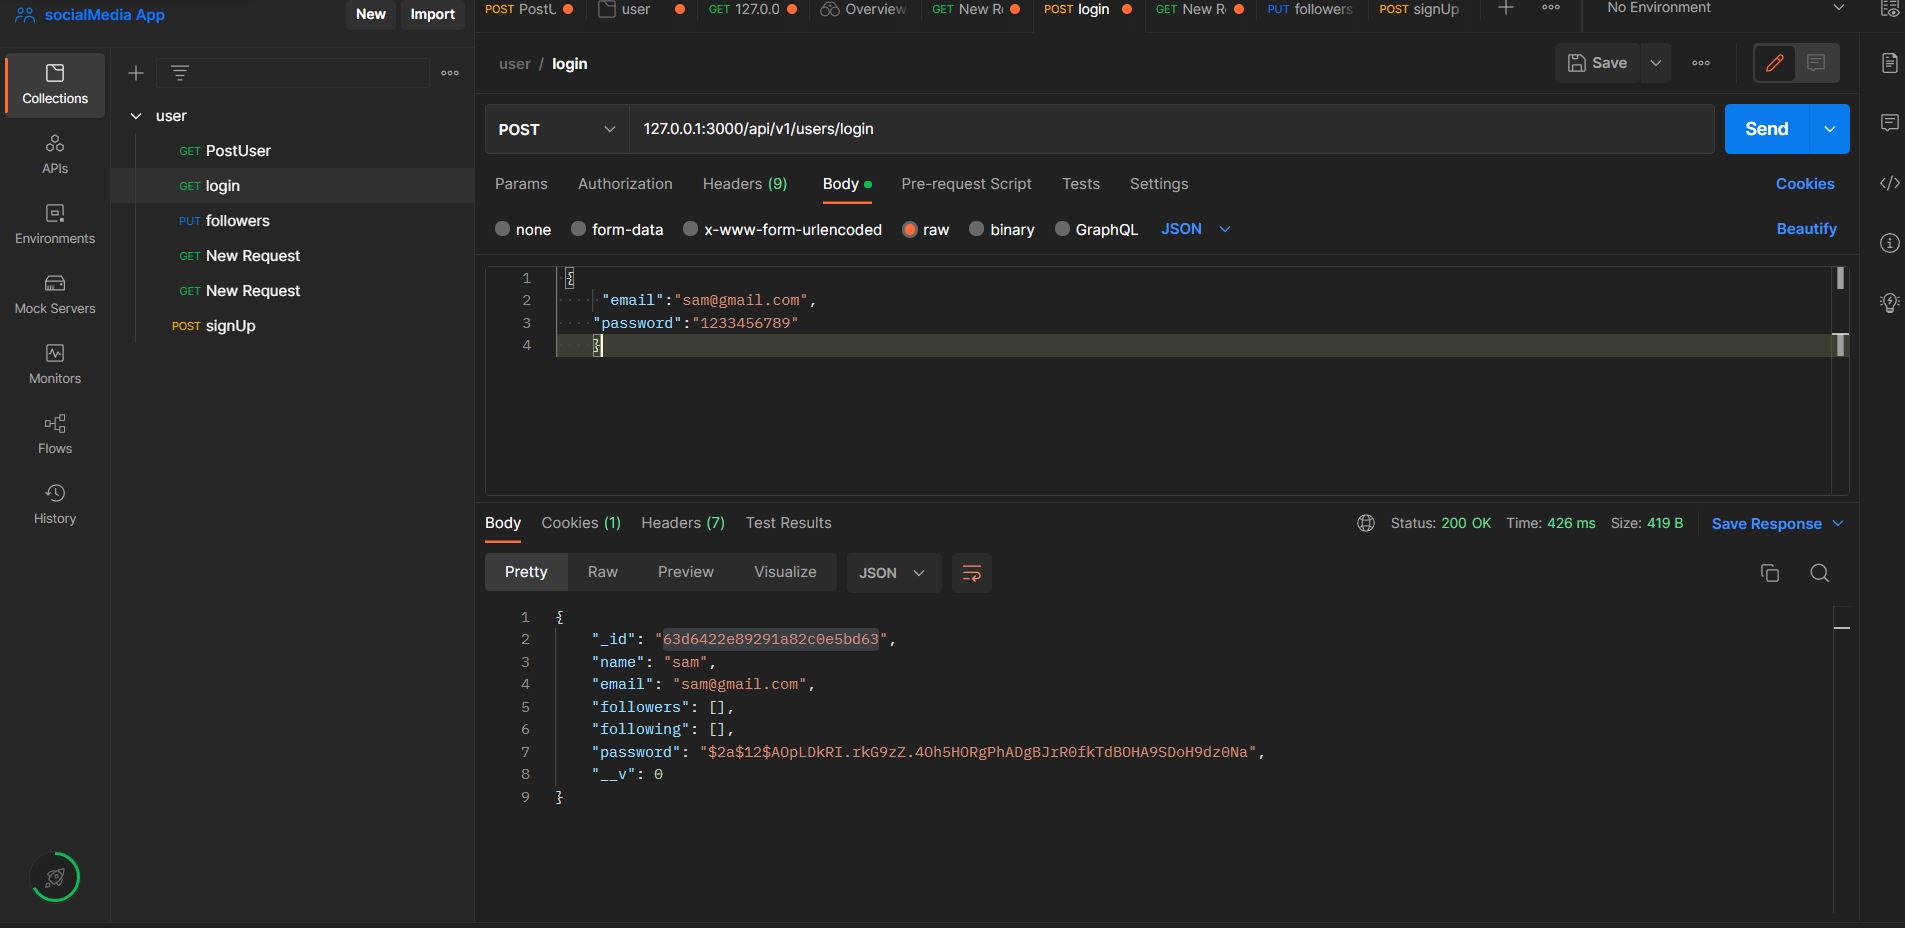 socialMedia App
New
Import
POST PostU
user
GET 127.0.0
Overview
GET New Re
POST login
GET New R
PUT followers
POST signUp
No Environment
Collections
APIs
Environments
Mock Servers
Monitors
Flows
History
user
GET PostUser
GET login
PUT followers
GET New Request
GET New Request
POST signUp
user / login
Save
POST
127.0.0.1:3000/api/v1/users/login
Send
Params
Authorization
Headers (9)
Body
Pre-request Script
Tests
Settings
Cookies
none
form-data
x-www-form-urlencoded
raw
binary
GraphQL
JSON
Beautify
1 {
2 "email":"sam@gmail.com",
3 "password":"1233456789"
4 }
Body
Cookies (1)
Headers (7)
Test Results
Status: 200 OK
Time: 426 ms
Size: 419 B
Save Response
Pretty
Raw
Preview
Visualize
JSON
1 {
2 "_id": "63d6422e89291a82c0e5bd63",
3 "name": "sam",
4 "email": "sam@gmail.com",
5 "followers": [],
6 "following": [],
7 "password": "$2a$12$AOpLDkRI.rkG9zZ.4Oh5HORgPhADgBJrR0fkTdBOHA9SDoH9dz0Na",
8 "__v": 0
9 }